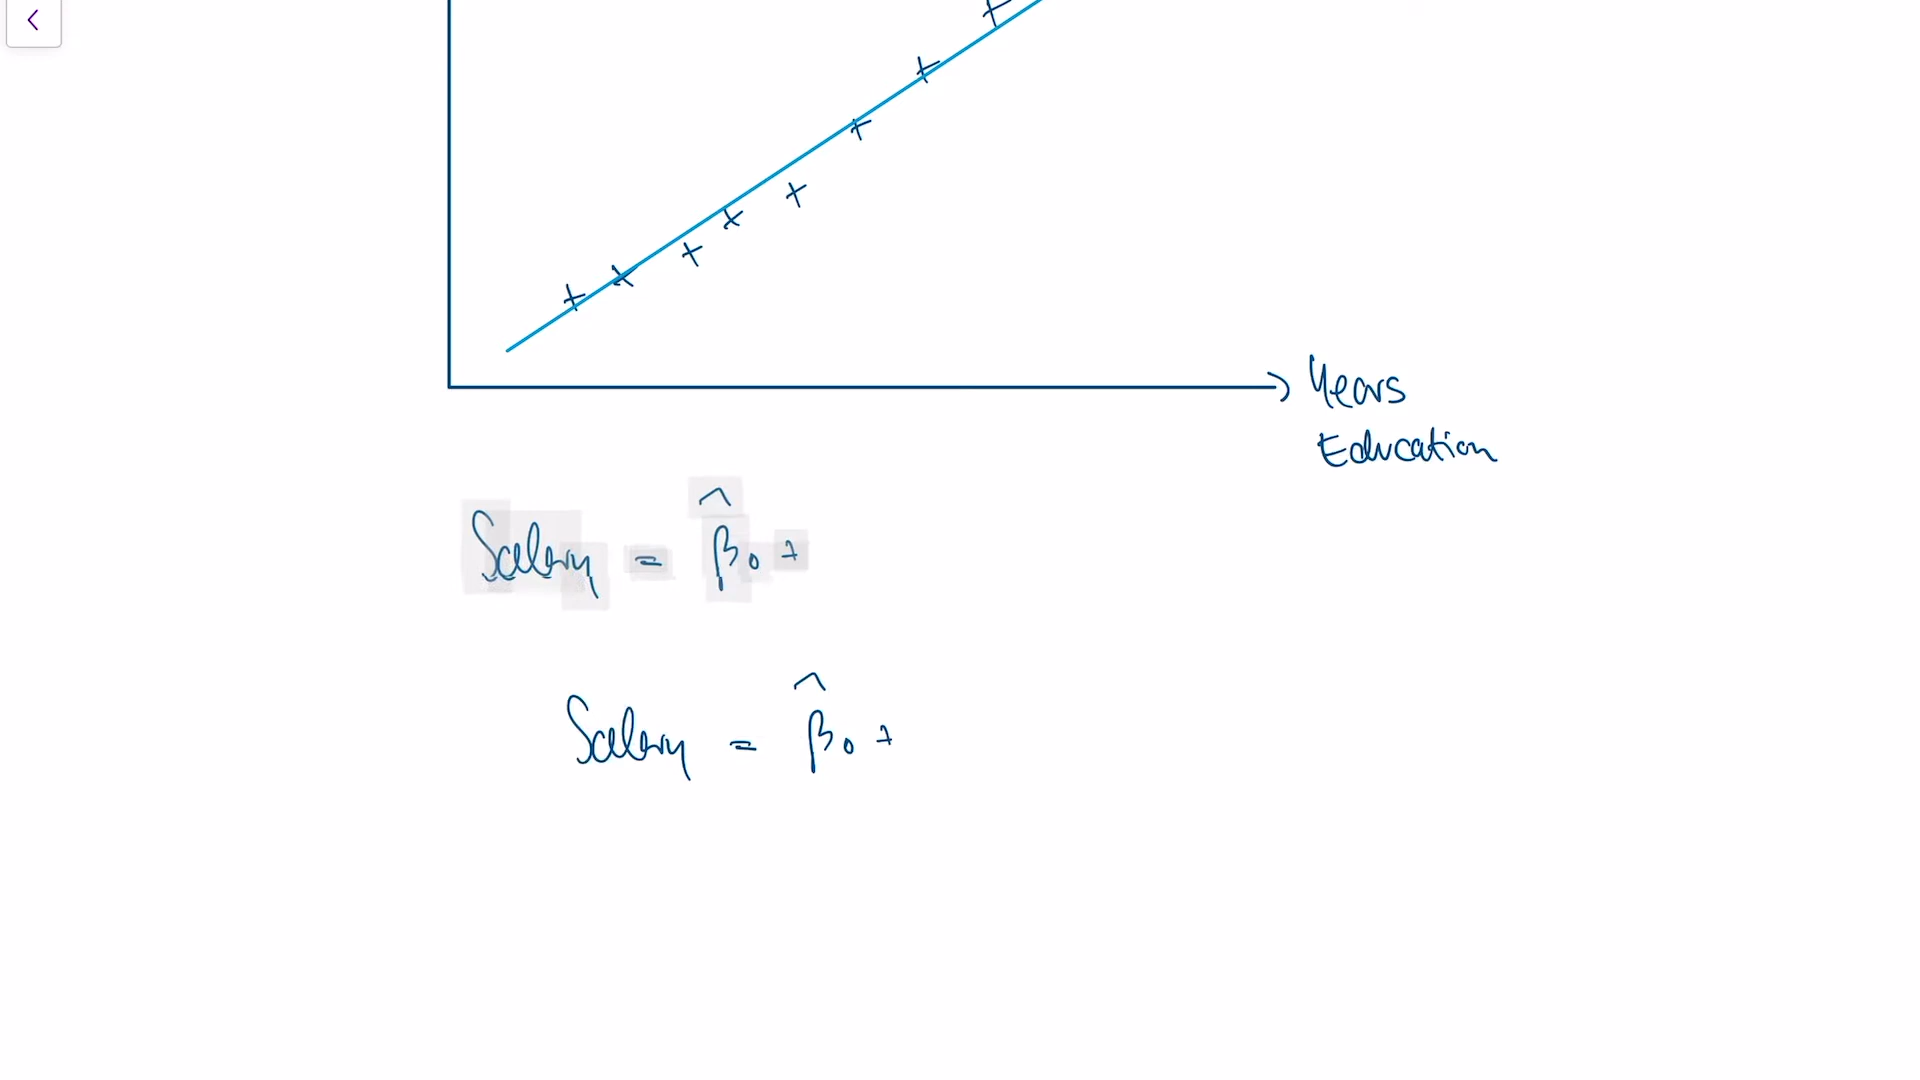 Years
Education
Salary = β̂₀ +
Salary = β̂₀ +